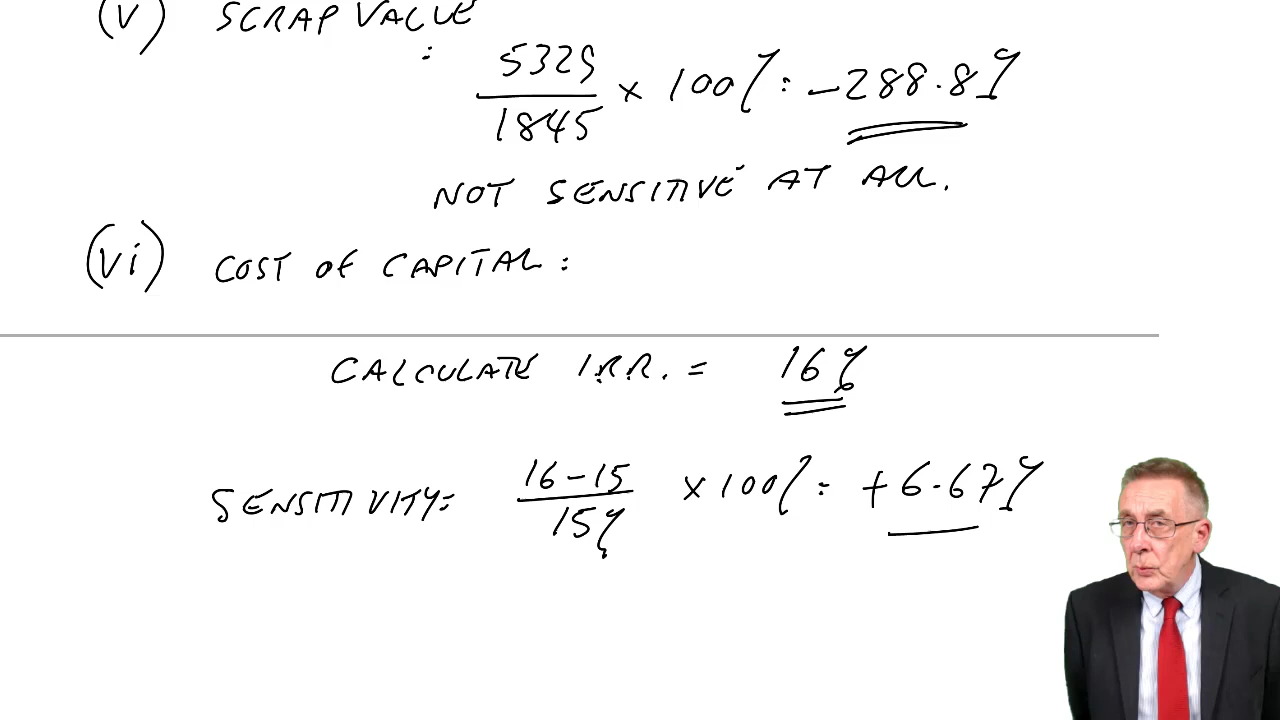 (v) SCRAP VALUE
: 5329/1845 × 100% : -288.8%
NOT SENSITIVE AT ALL.
(vi) COST OF CAPITAL :
CALCULATE I.R.R. = 16%
SENSITIVITY: 16-15/15% × 100% : +6.67%